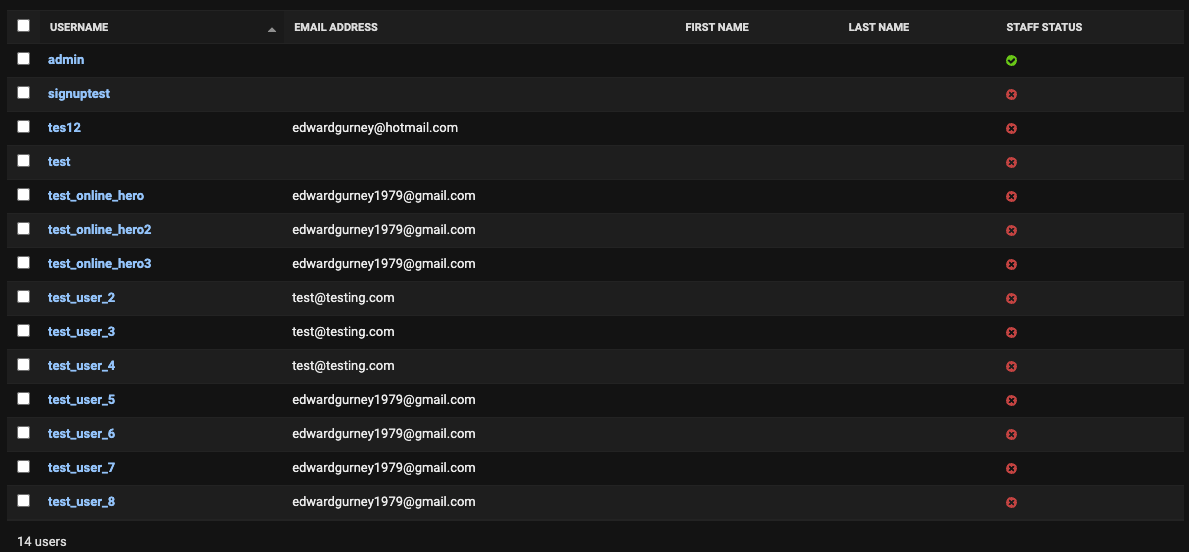 USERNAME EMAIL ADDRESS FIRST NAME LAST NAME STAFF STATUS
admin
signuptest
tes12 edwardgurney@hotmail.com
test
test_online_hero edwardgurney1979@gmail.com
test_online_hero2 edwardgurney1979@gmail.com
test_online_hero3 edwardgurney1979@gmail.com
test_user_2 test@testing.com
test_user_3 test@testing.com
test_user_4 test@testing.com
test_user_5 edwardgurney1979@gmail.com
test_user_6 edwardgurney1979@gmail.com
test_user_7 edwardgurney1979@gmail.com
test_user_8 edwardgurney1979@gmail.com
14 users